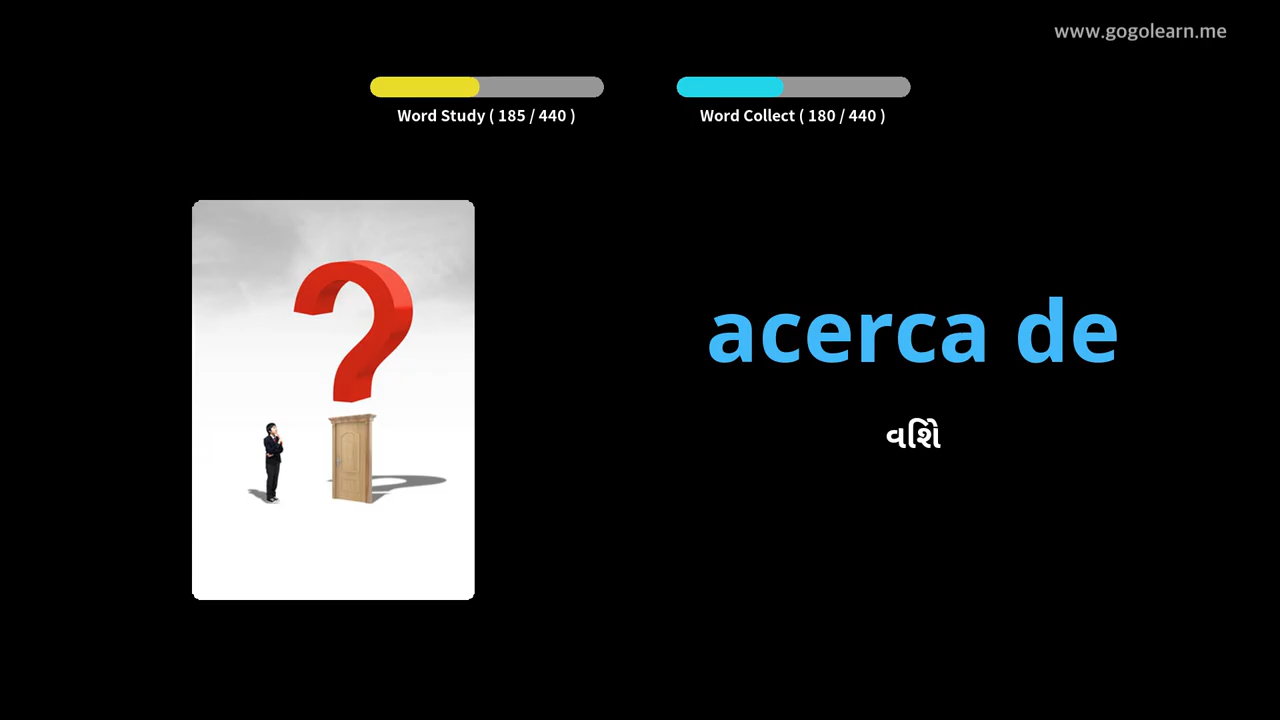 www.gogolearn.me
Word Study ( 185 / 440 )
Word Collect ( 180 / 440 )
acerca de
વિશે